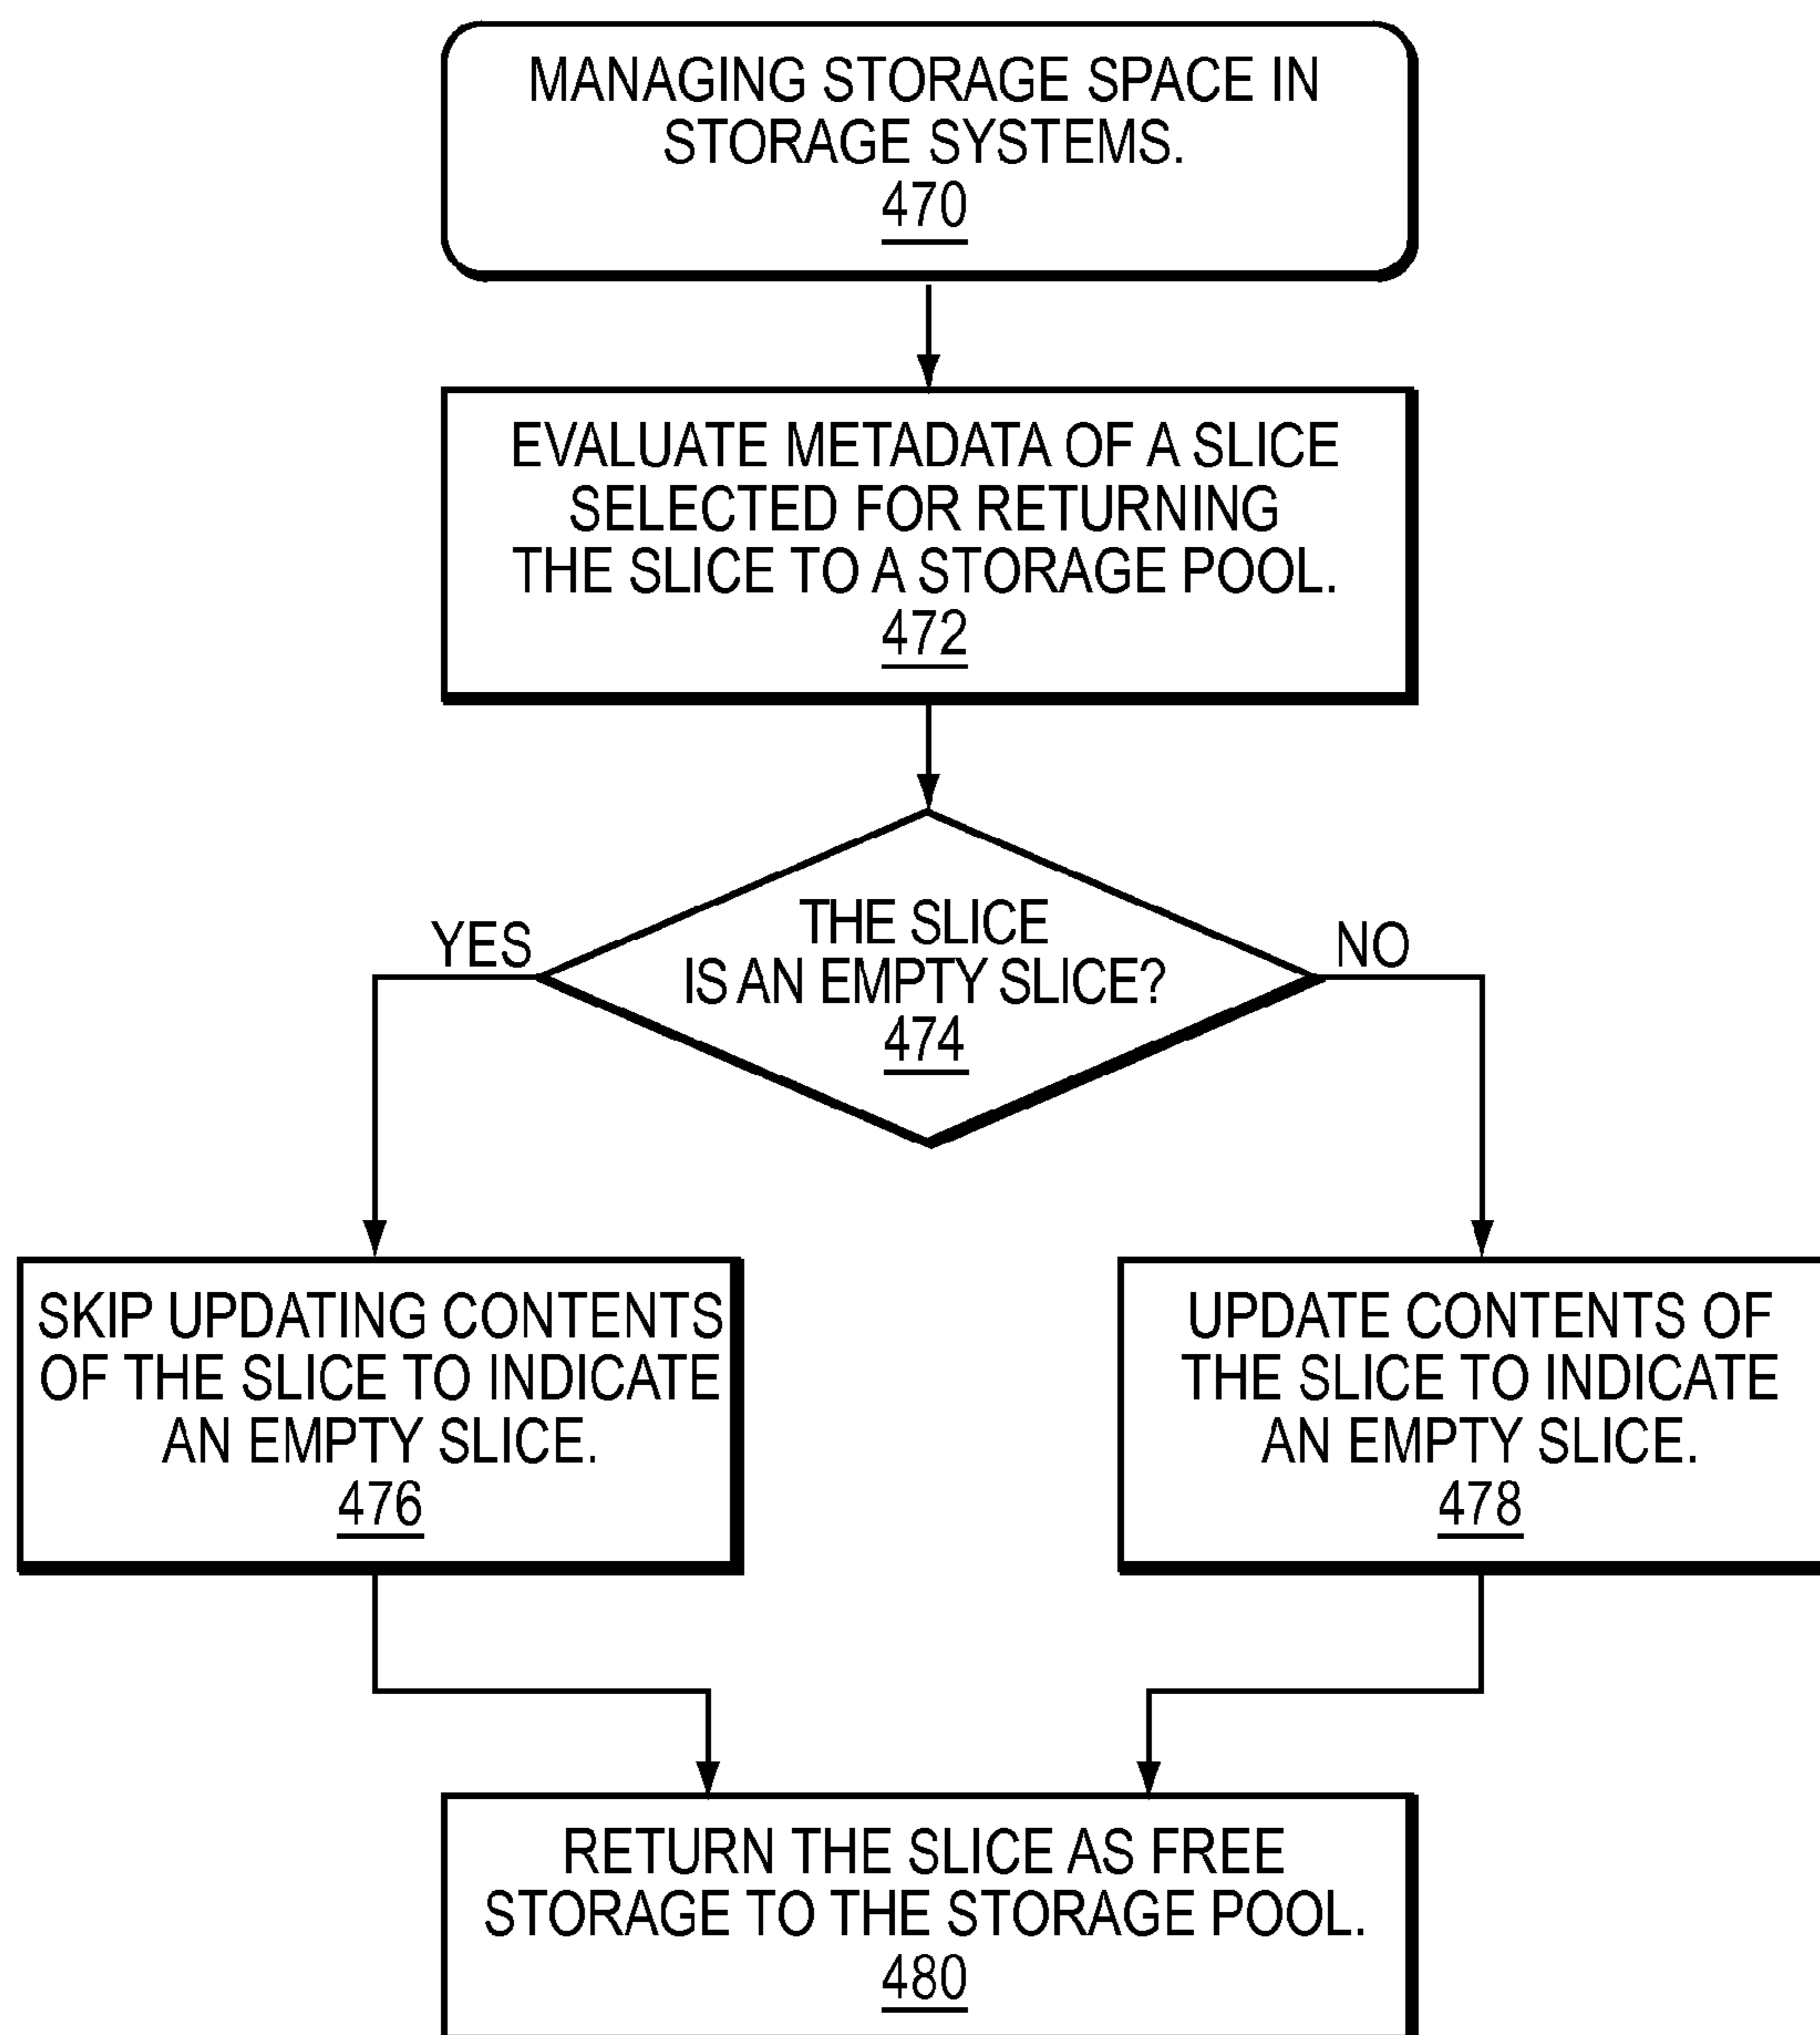 MANAGING STORAGE SPACE IN
STORAGE SYSTEMS.
470
EVALUATE METADATA OF A SLICE
SELECTED FOR RETURNING
THE SLICE TO A STORAGE POOL.
472
THE SLICE
IS AN EMPTY SLICE?
474
YES
NO
SKIP UPDATING CONTENTS
OF THE SLICE TO INDICATE
AN EMPTY SLICE.
476
UPDATE CONTENTS OF
THE SLICE TO INDICATE
AN EMPTY SLICE.
478
RETURN THE SLICE AS FREE
STORAGE TO THE STORAGE POOL.
480